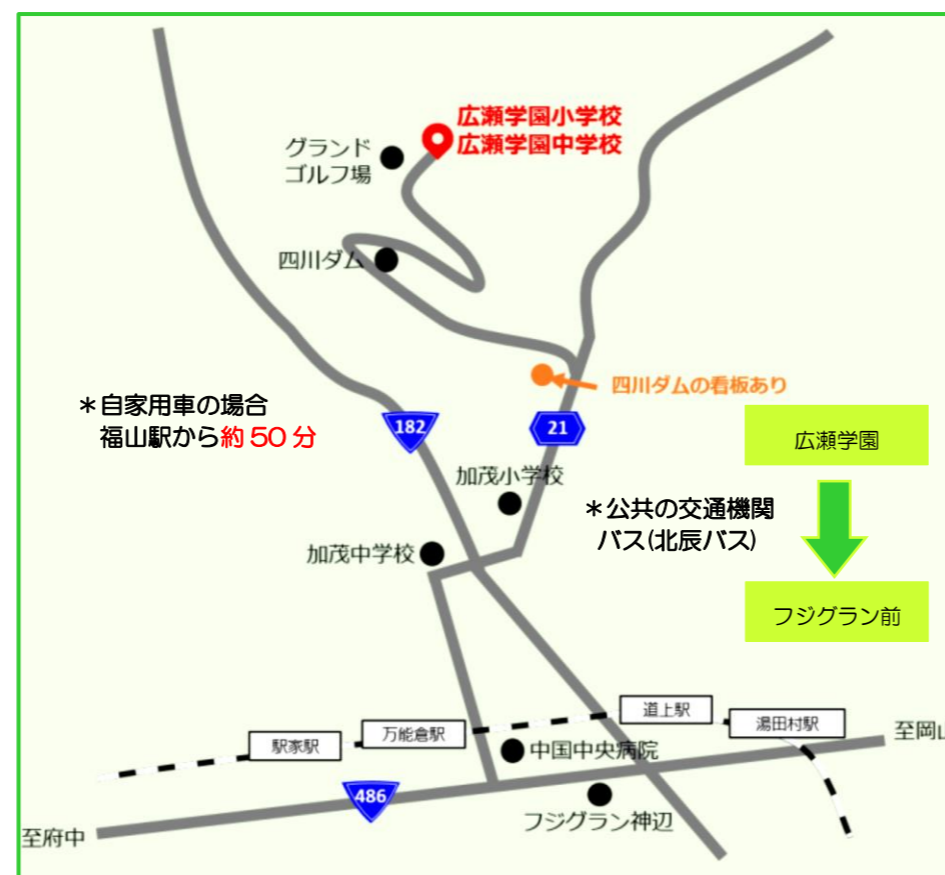 広瀬学園小学校
広瀬学園中学校
グランド
ゴルフ場
四川ダム
四川ダムの看板あり
＊自家用車の場合
福山駅から約50分
182
21
広瀬学園
加茂小学校
＊公共の交通機関
バス(北辰バス)
加茂中学校
フジグラン前
道上駅
湯田村駅
万能倉駅
駅家駅
至岡山
中国中央病院
486
フジグラン神辺
至府中